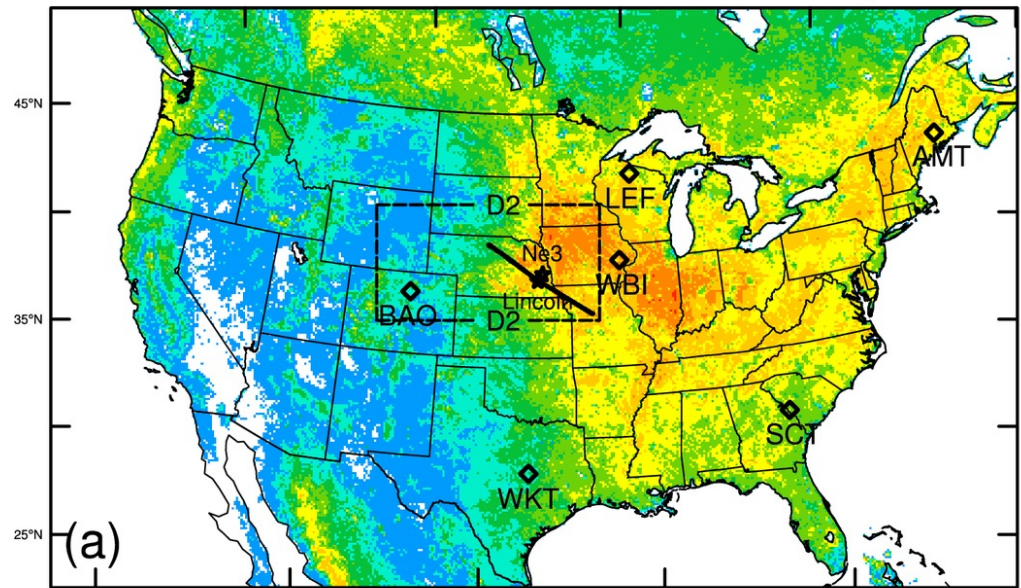 45°N
AMT
LEF
D2
Ne3
WBI
Lincoln
BAO
35°N
D2
SCT
WKT
25°N
(a)